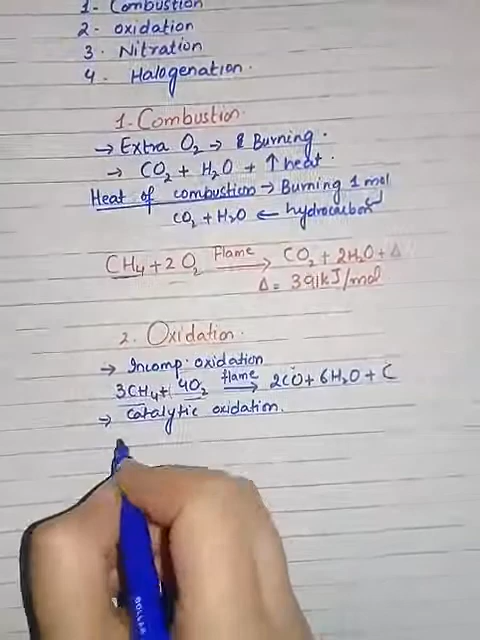 1- Combustion
2- oxidation
3. Nitration
4. Halogenation.
1. Combustion.
→ Extra O₂ → & Burning.
→ CO₂ + H₂O + ↑ heat.
Heat of combustion → Burning 1 mol
CO₂ + H₂O ← hydrocarbon
CH₄ + 2O₂ Flame → CO₂ + 2H₂O + Δ
Δ = 391kJ/mol
2. Oxidation.
→ Incomp. oxidation
3CH₄ + 4O₂ flame → 2CO + 6H₂O + C
→ Catalytic oxidation.
DOLLAR